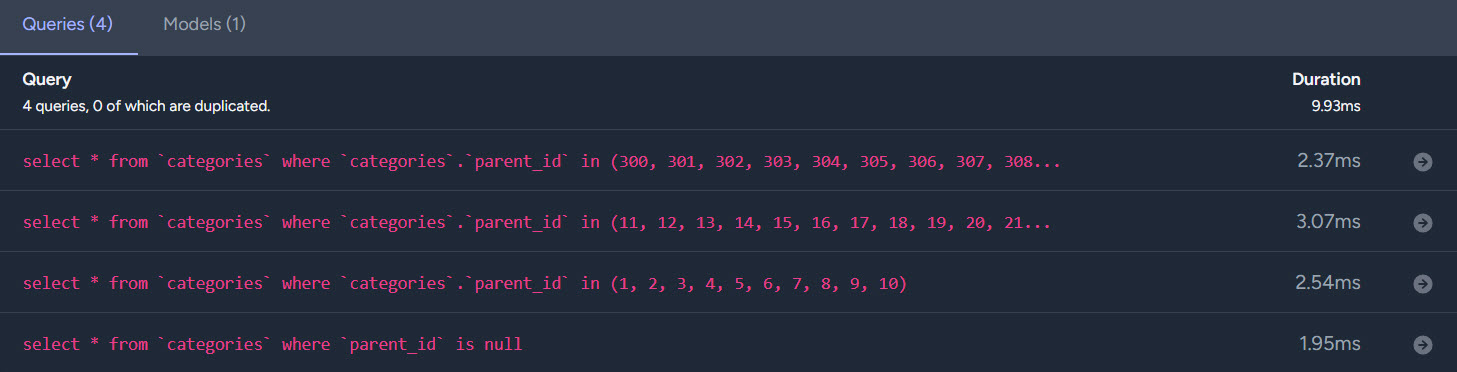 Queries (4) Models (1)
Query Duration
4 queries, 0 of which are duplicated. 9.93ms
select * from `categories` where `categories`.`parent_id` in (300, 301, 302, 303, 304, 305, 306, 307, 308... 2.37ms
select * from `categories` where `categories`.`parent_id` in (11, 12, 13, 14, 15, 16, 17, 18, 19, 20, 21... 3.07ms
select * from `categories` where `categories`.`parent_id` in (1, 2, 3, 4, 5, 6, 7, 8, 9, 10) 2.54ms
select * from `categories` where `parent_id` is null 1.95ms